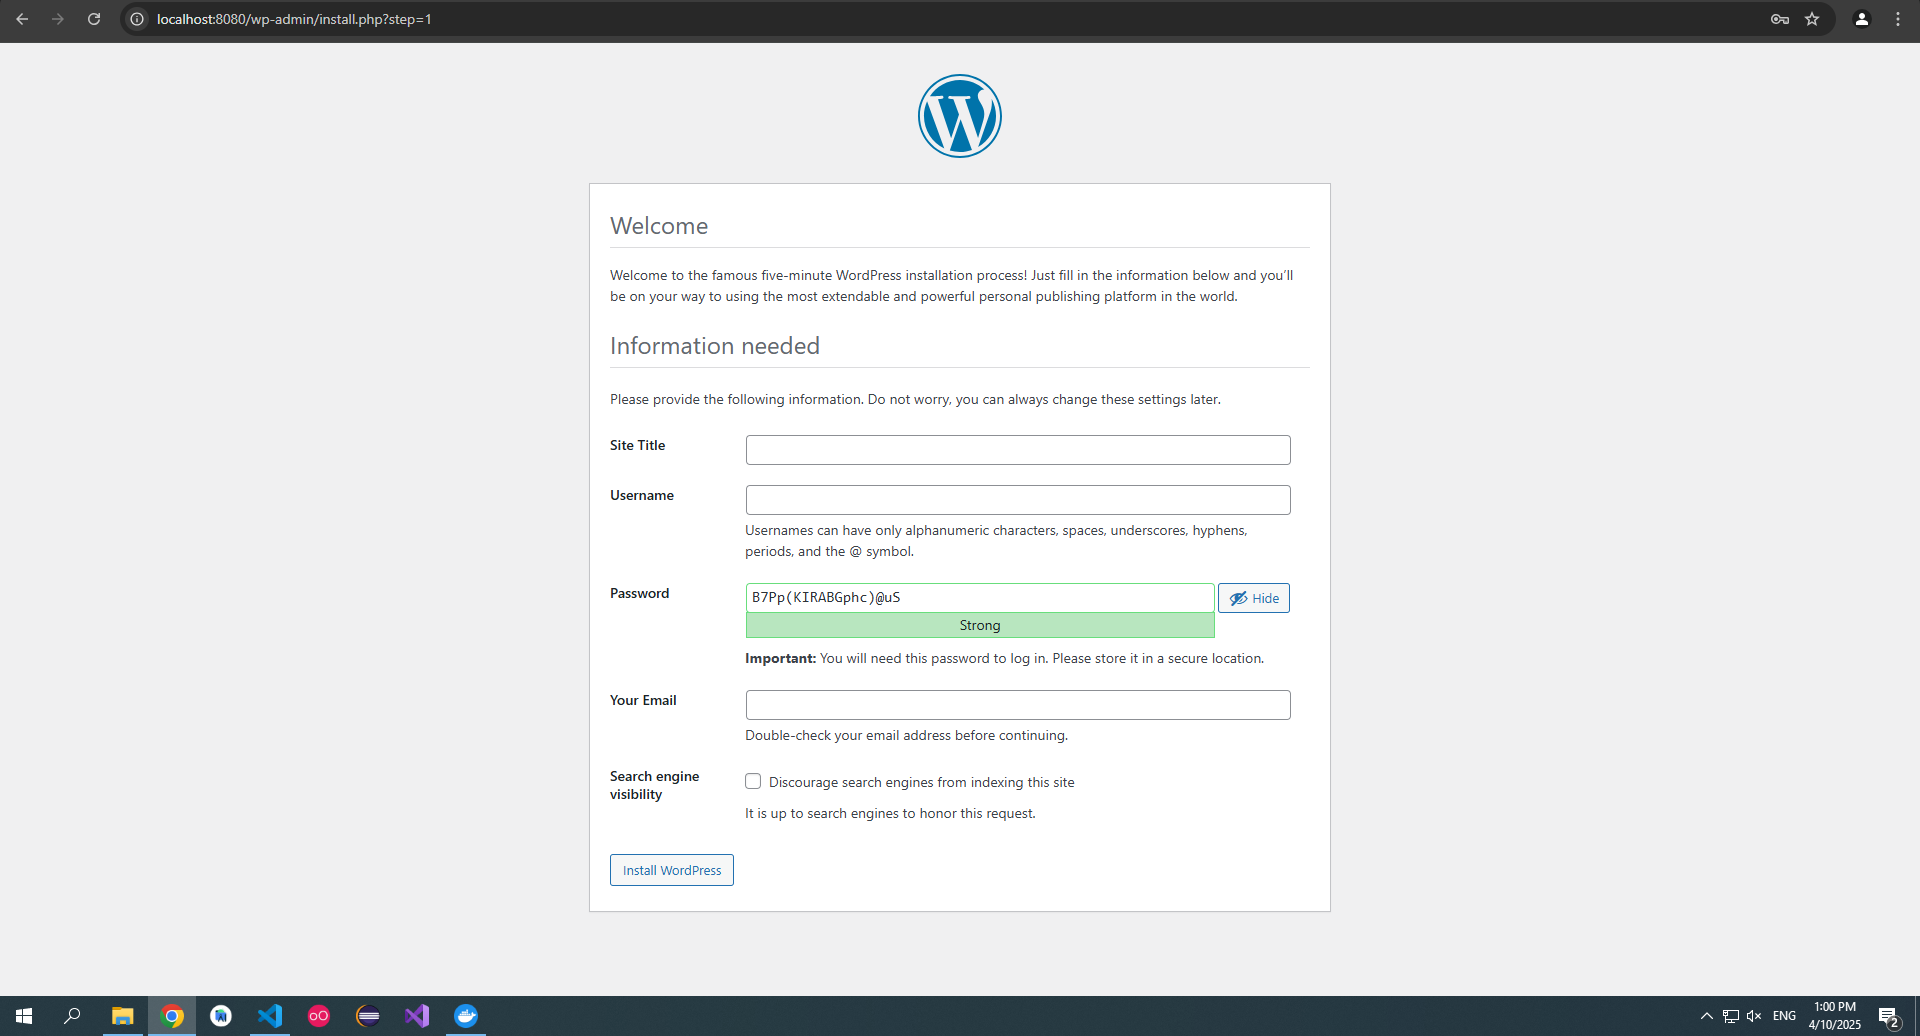 localhost:8080/wp-admin/install.php?step=1
Welcome
Welcome to the famous five-minute WordPress installation process! Just fill in the information below and you’ll
be on your way to using the most extendable and powerful personal publishing platform in the world.
Information needed
Please provide the following information. Do not worry, you can always change these settings later.
Site Title
Username
Usernames can have only alphanumeric characters, spaces, underscores, hyphens,
periods, and the @ symbol.
Password
B7Pp(KIRABGphc)@uS
Hide
Strong
Important: You will need this password to log in. Please store it in a secure location.
Your Email
Double-check your email address before continuing.
Search engine
visibility
Discourage search engines from indexing this site
It is up to search engines to honor this request.
Install WordPress
ENG
1:00 PM
4/10/2025
2